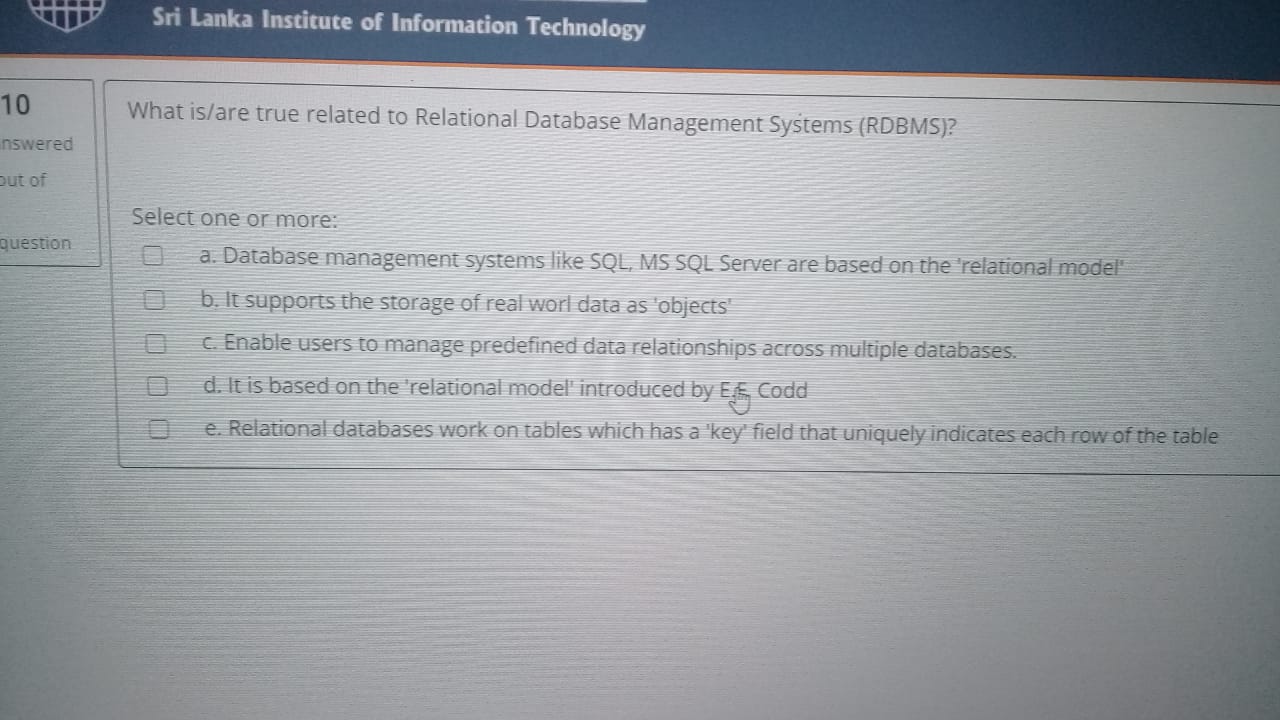 Sri Lanka Institute of Information Technology
10
nswered
out of
question
What is/are true related to Relational Database Management Systems (RDBMS)?
Select one or more:
a. Database management systems like SQL, MS SQL Server are based on the 'relational model'
b. It supports the storage of real worl data as 'objects'
c. Enable users to manage predefined data relationships across multiple databases.
d. It is based on the 'relational model' introduced by E.F. Codd
e. Relational databases work on tables which has a 'key' field that uniquely indicates each row of the table